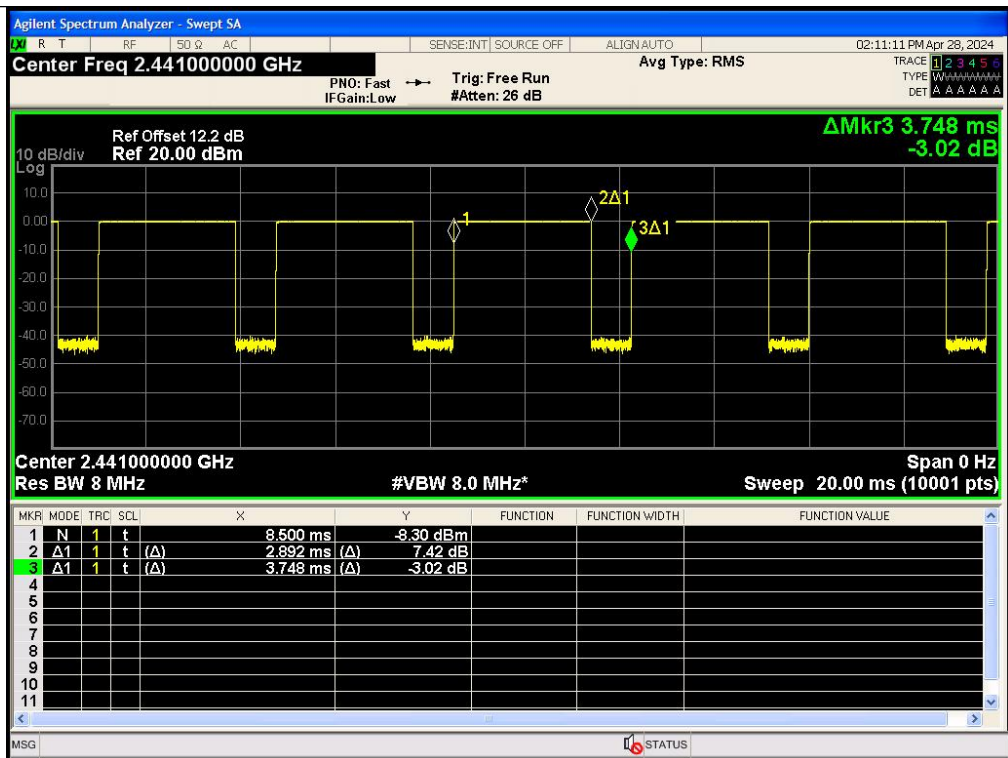 Agilent Spectrum Analyzer - Swept SA
LXI R T RF 50 Ω AC SENSE:INT SOURCE OFF ALIGN AUTO 02:11:11 PM Apr 28, 2024
Center Freq 2.441000000 GHz
PNO: Fast
IFGain:Low
Trig: Free Run
#Atten: 26 dB
Avg Type: RMS
TRACE 1 2 3 4 5 6
TYPE WWWWWW
DET A A A A A A
ΔMkr3 3.748 ms
-3.02 dB
Ref Offset 12.2 dB
10 dB/div Ref 20.00 dBm
Log
10.0
0.00
-10.0
-20.0
-30.0
-40.0
-50.0
-60.0
-70.0
1
2Δ1
3Δ1
Center 2.441000000 GHz Span 0 Hz
Res BW 8 MHz #VBW 8.0 MHz* Sweep 20.00 ms (10001 pts)
MKR MODE TRC SCL X Y FUNCTION FUNCTION WIDTH FUNCTION VALUE
1 N 1 t 8.500 ms -8.30 dBm
2 Δ1 1 t (Δ) 2.892 ms (Δ) 7.42 dB
3 Δ1 1 t (Δ) 3.748 ms (Δ) -3.02 dB
4
5
6
7
8
9
10
11
MSG STATUS